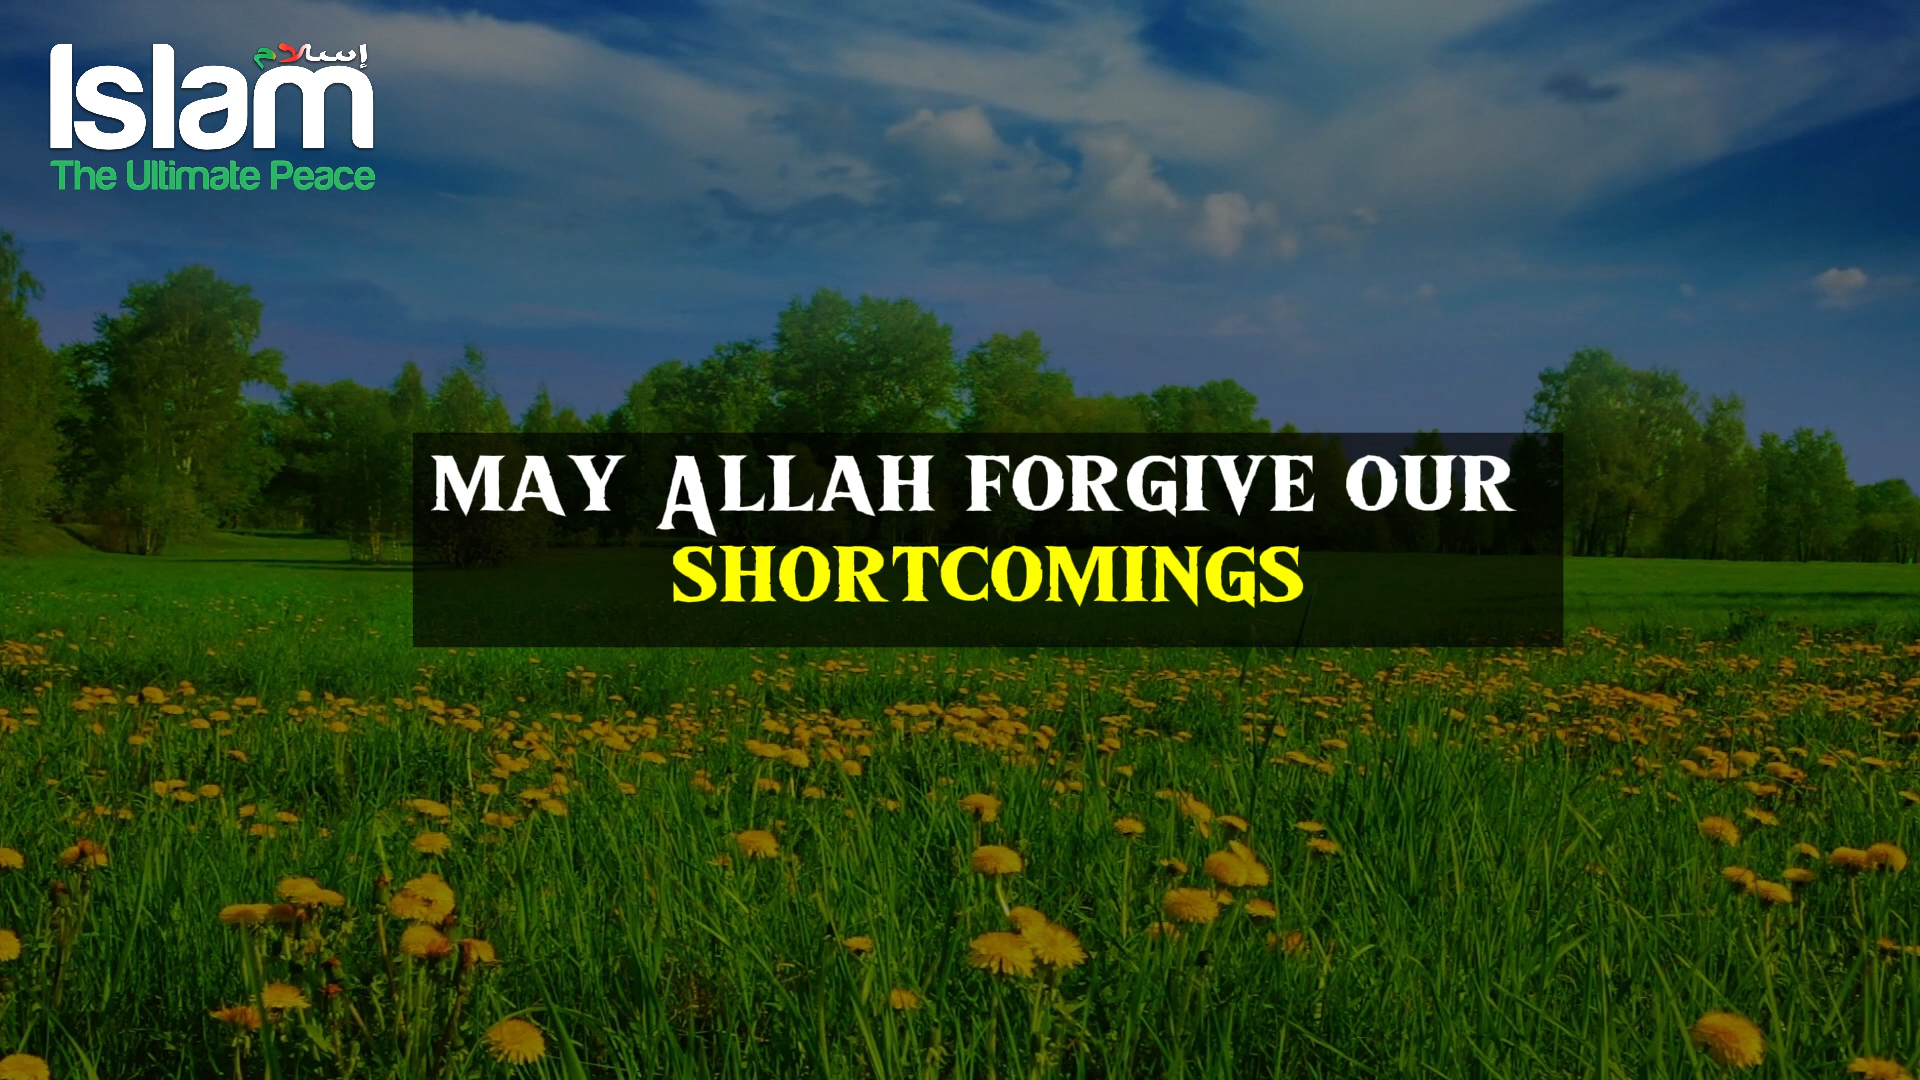 إسلام
Islam
The Ultimate Peace
MAY ALLAH FORGIVE OUR
SHORTCOMINGS